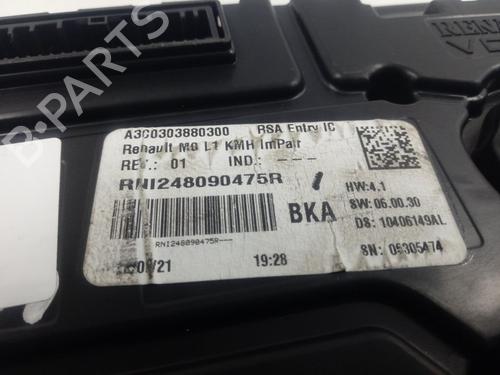 B-PARTS
RENAULT
A3C0303880300 RSA Entry IC
Renault M0 L1 KMH ImPair
REV.: 01 IND.: ---
RNI248090475R
HW:4.1
BKA
SW: 06.00.30
DS: 10406149AL
RNI248090475R---
SN: 06305474
19:28